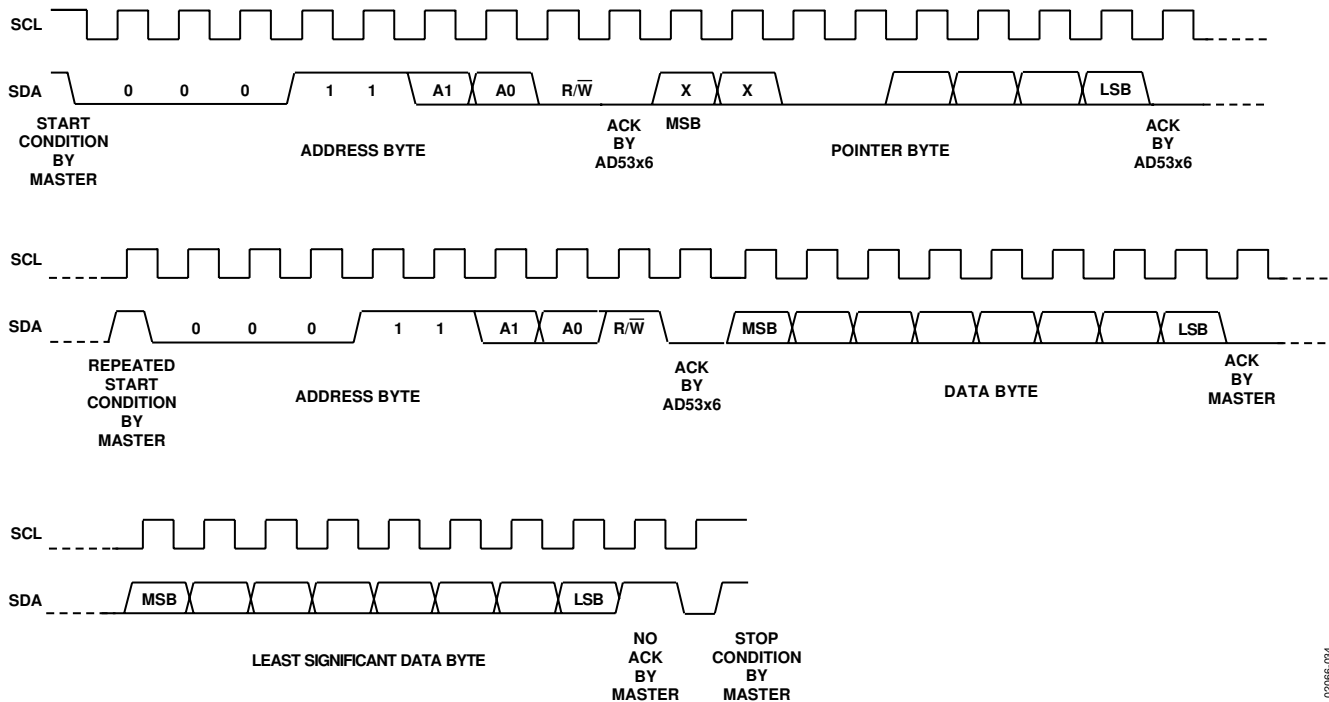 SCL
SDA 0 0 0 1 1 A1 A0 R/W̅ X X LSB
START CONDITION BY MASTER
ADDRESS BYTE
ACK BY AD53x6
MSB
POINTER BYTE
ACK BY AD53x6
SCL
SDA 0 0 0 1 1 A1 A0 R/W̅ MSB LSB
REPEATED START CONDITION BY MASTER
ADDRESS BYTE
ACK BY AD53x6
DATA BYTE
ACK BY MASTER
SCL
SDA MSB LSB
LEAST SIGNIFICANT DATA BYTE
NO ACK BY MASTER
STOP CONDITION BY MASTER
02066-034